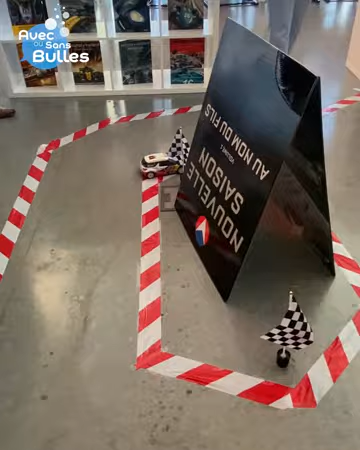 Avec
ou Sans
Bulles
NOUVELLE
SAISON
AU NOM DU FILS